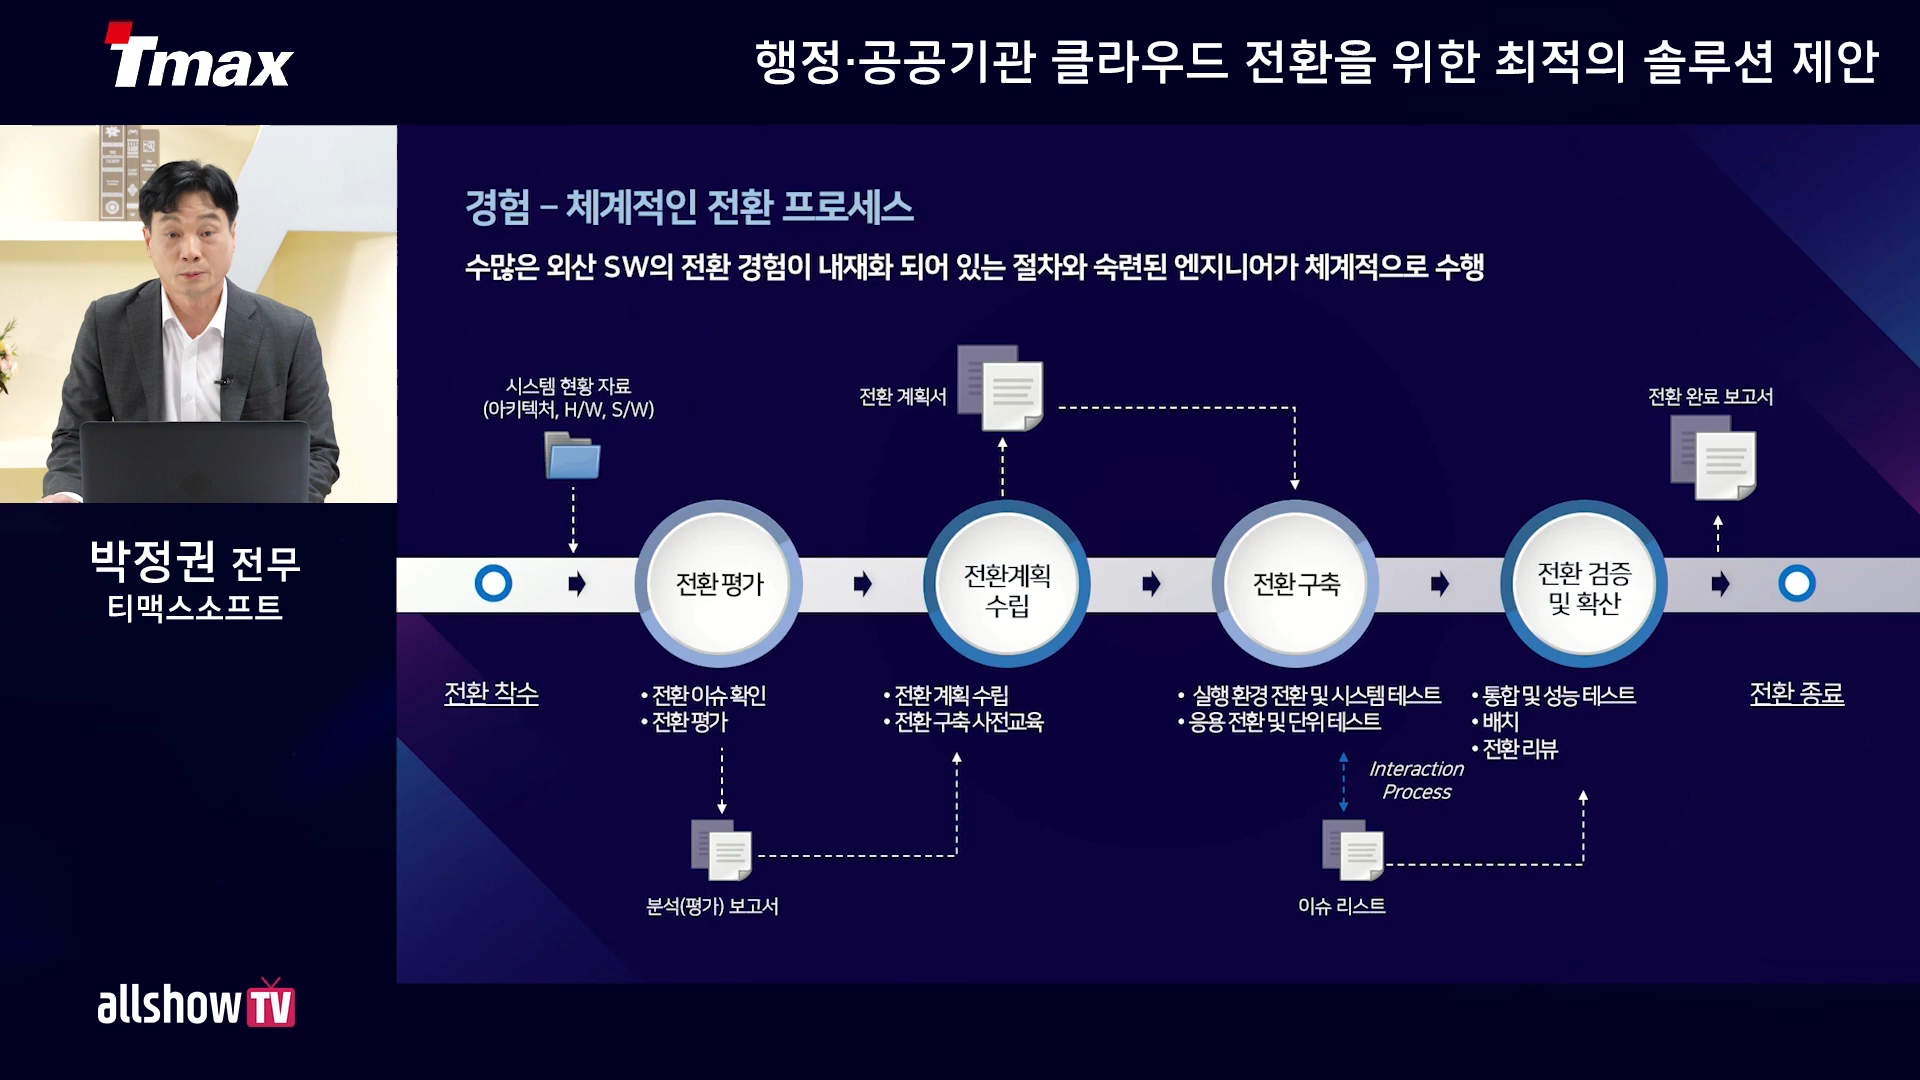 Tmax
행정·공공기관 클라우드 전환을 위한 최적의 솔루션 제안
경험 – 체계적인 전환 프로세스
수많은 외산 SW의 전환 경험이 내재화 되어 있는 절차와 숙련된 엔지니어가 체계적으로 수행
시스템 현황 자료
(아키텍처, H/W, S/W)
전환 계획서
전환 완료 보고서
전환 평가
전환계획
수립
전환 구축
전환 검증
및 확산
박정권 전무
티맥스소프트
전환 착수
• 전환 이슈 확인
• 전환 평가
• 전환 계획 수립
• 전환 구축 사전교육
• 실행 환경 전환 및 시스템 테스트
• 응용 전환 및 단위 테스트
• 통합 및 성능 테스트
• 배치
• 전환 리뷰
전환 종료
Interaction
Process
분석(평가) 보고서
이슈 리스트
allshow TV